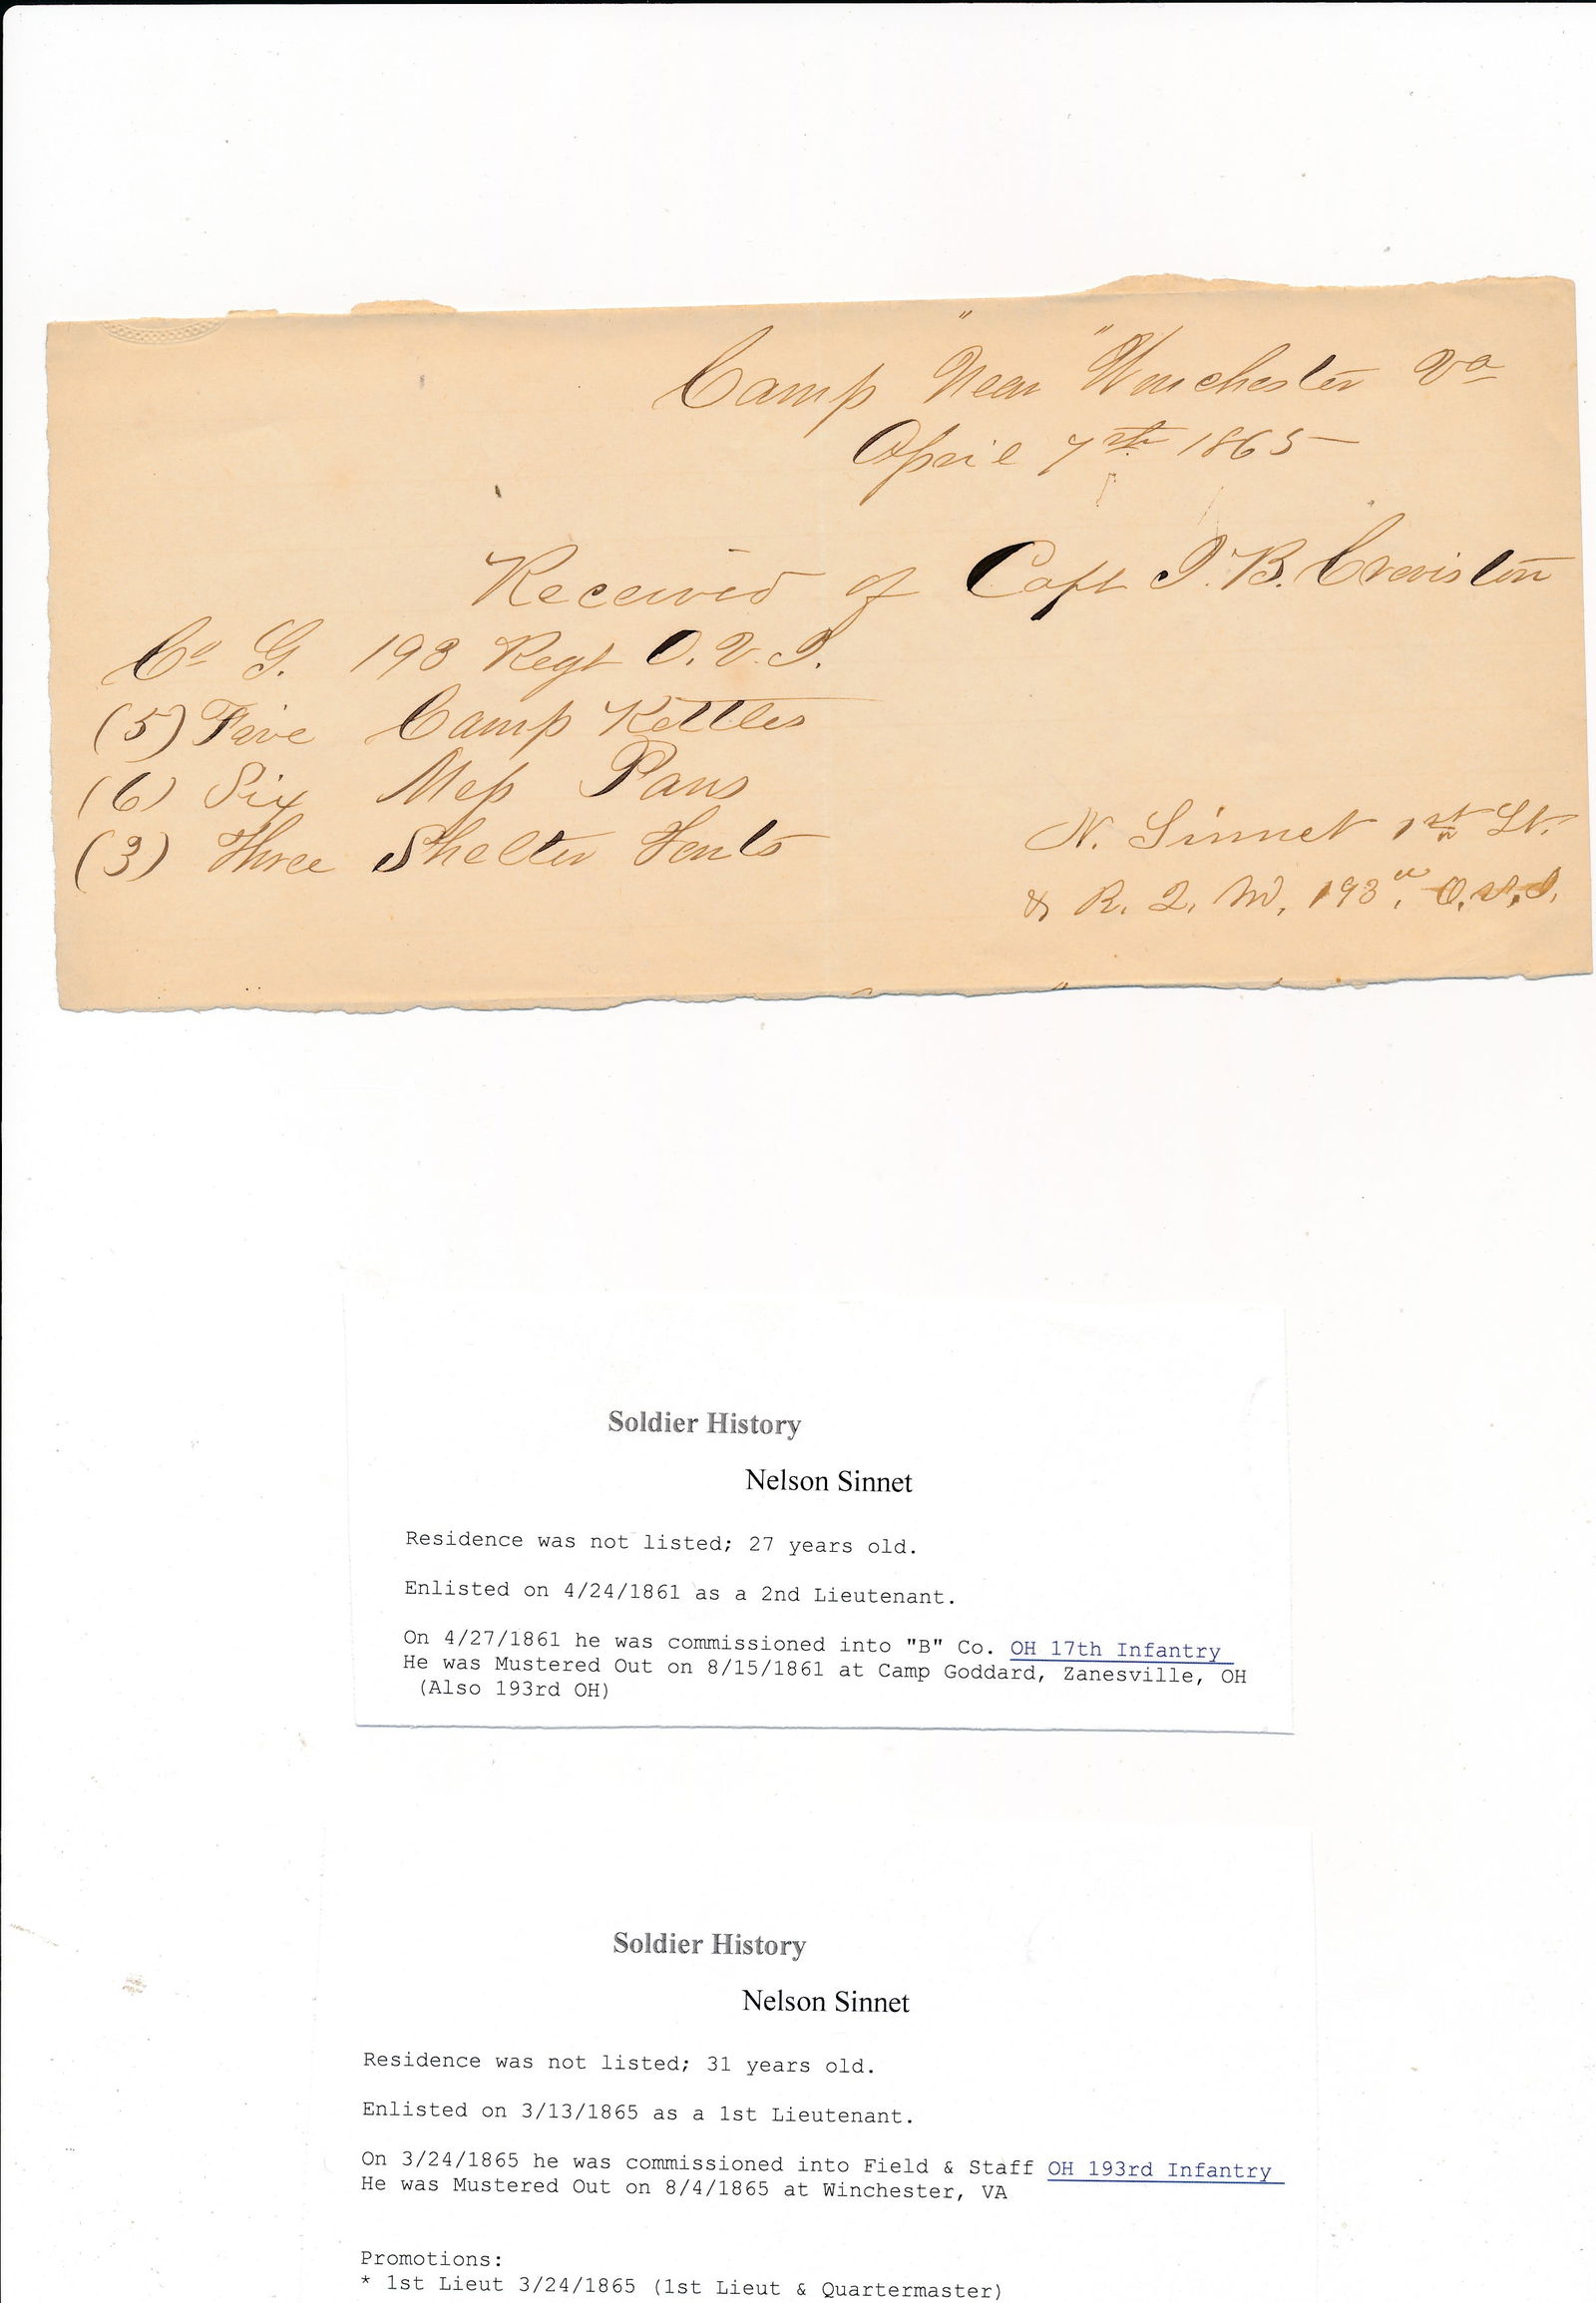 Camp "Near" Winchester Va
April 7th 1865
Received of Capt I. B. Creviston
Co G. 193 Regt O. V. I.
(5) Five Camp Kettles
(6) Six Mess Pans
(3) Three Shelter Tents
N. Sinnet 1st Lt.
& R. Q. M. 193d, O. V. I.
Soldier History
Nelson Sinnet
Residence was not listed; 27 years old.
Enlisted on 4/24/1861 as a 2nd Lieutenant.
On 4/27/1861 he was commissioned into "B" Co. OH 17th Infantry
He was Mustered Out on 8/15/1861 at Camp Goddard, Zanesville, OH
(Also 193rd OH)
Soldier History
Nelson Sinnet
Residence was not listed; 31 years old.
Enlisted on 3/13/1865 as a 1st Lieutenant.
On 3/24/1865 he was commissioned into Field & Staff OH 193rd Infantry
He was Mustered Out on 8/4/1865 at Winchester, VA
Promotions:
* 1st Lieut 3/24/1865 (1st Lieut & Quartermaster)